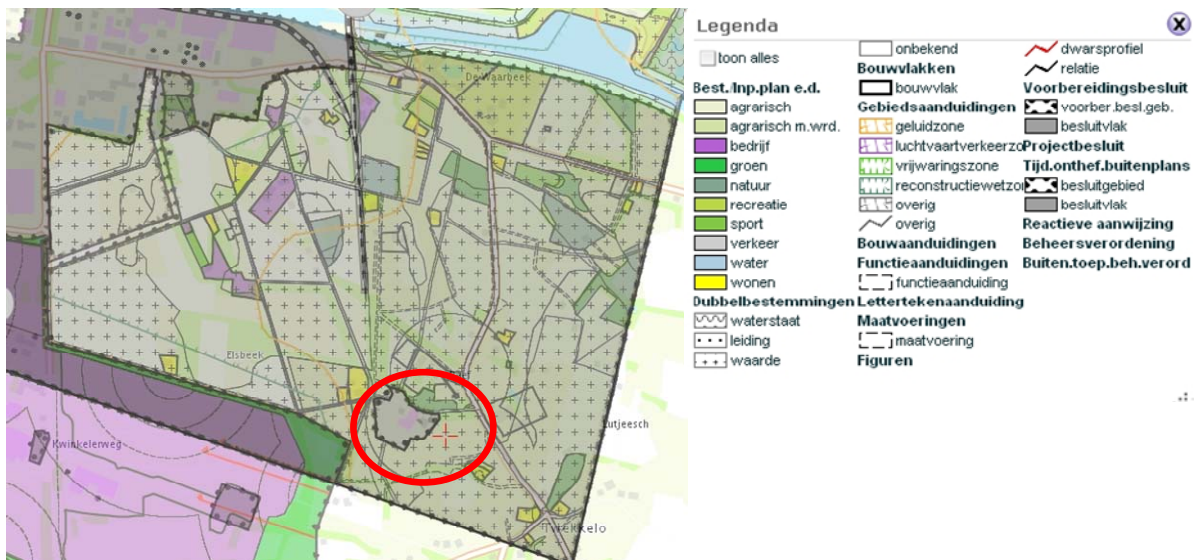 De Waarbeek
Elsbeek
Lutjeesch
Kwinkelerweg
Twekkelo
Legenda
X
toon alles
Best./Inp.plan e.d.
agrarisch
agrarisch m.wrd.
bedrijf
groen
natuur
recreatie
sport
verkeer
water
wonen
Dubbelbestemmingen
waterstaat
leiding
waarde
onbekend
Bouwvlakken
bouwvlak
Gebiedsaanduidingen
geluidzone
luchtvaartverkeerzo
vrijwaringszone
reconstructiewetzon
overig
overig
Bouwaanduidingen
Functieaanduidingen
functieaanduiding
Lettertekenaanduiding
Maatvoeringen
maatvoering
Figuren
dwarsprofiel
relatie
Voorbereidingsbesluit
voorber.besl.geb.
besluitvlak
Projectbesluit
Tijd.onthef.buitenplans
besluitgebied
besluitvlak
Reactieve aanwijzing
Beheersverordening
Buiten.toep.beh.verord